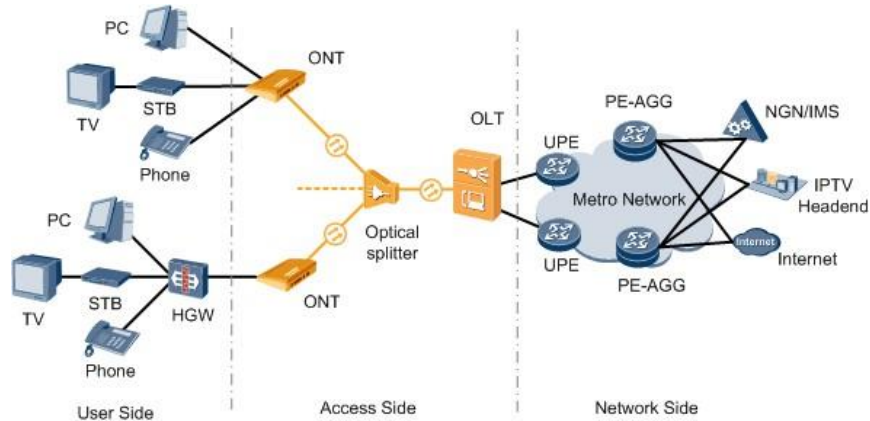 PC
ONT
TV
STB
Phone
OLT
UPE
PE-AGG
NGN/IMS
Metro Network
IPTV
Headend
Internet
Internet
UPE
PE-AGG
Optical
splitter
PC
TV
STB
HGW
ONT
Phone
User Side
Access Side
Network Side